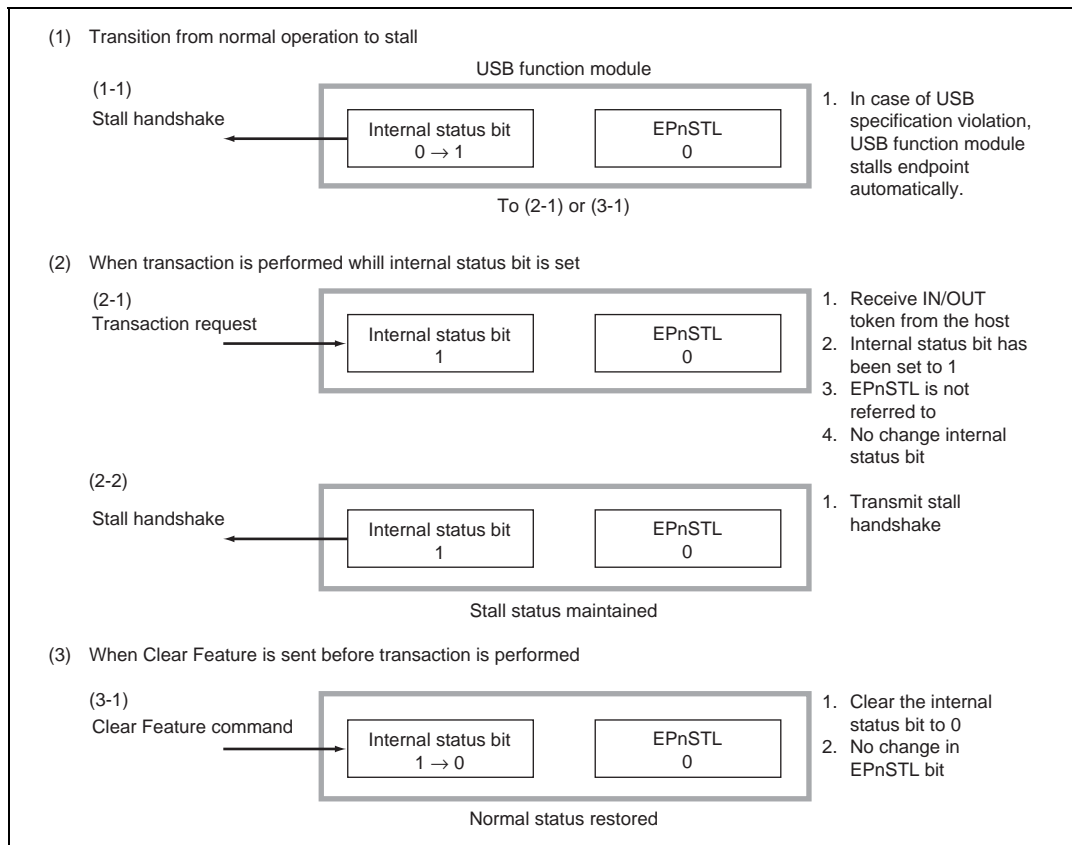 (1) Transition from normal operation to stall
USB function module
(1-1)
Stall handshake
Internal status bit
0 → 1
EPnSTL
0
1. In case of USB
specification violation,
USB function module
stalls endpoint
automatically.
To (2-1) or (3-1)
(2) When transaction is performed whill internal status bit is set
(2-1)
Transaction request
Internal status bit
1
EPnSTL
0
1. Receive IN/OUT
token from the host
2. Internal status bit has
been set to 1
3. EPnSTL is not
referred to
4. No change internal
status bit
(2-2)
Stall handshake
Internal status bit
1
EPnSTL
0
1. Transmit stall
handshake
Stall status maintained
(3) When Clear Feature is sent before transaction is performed
(3-1)
Clear Feature command
Internal status bit
1 → 0
EPnSTL
0
1. Clear the internal
status bit to 0
2. No change in
EPnSTL bit
Normal status restored